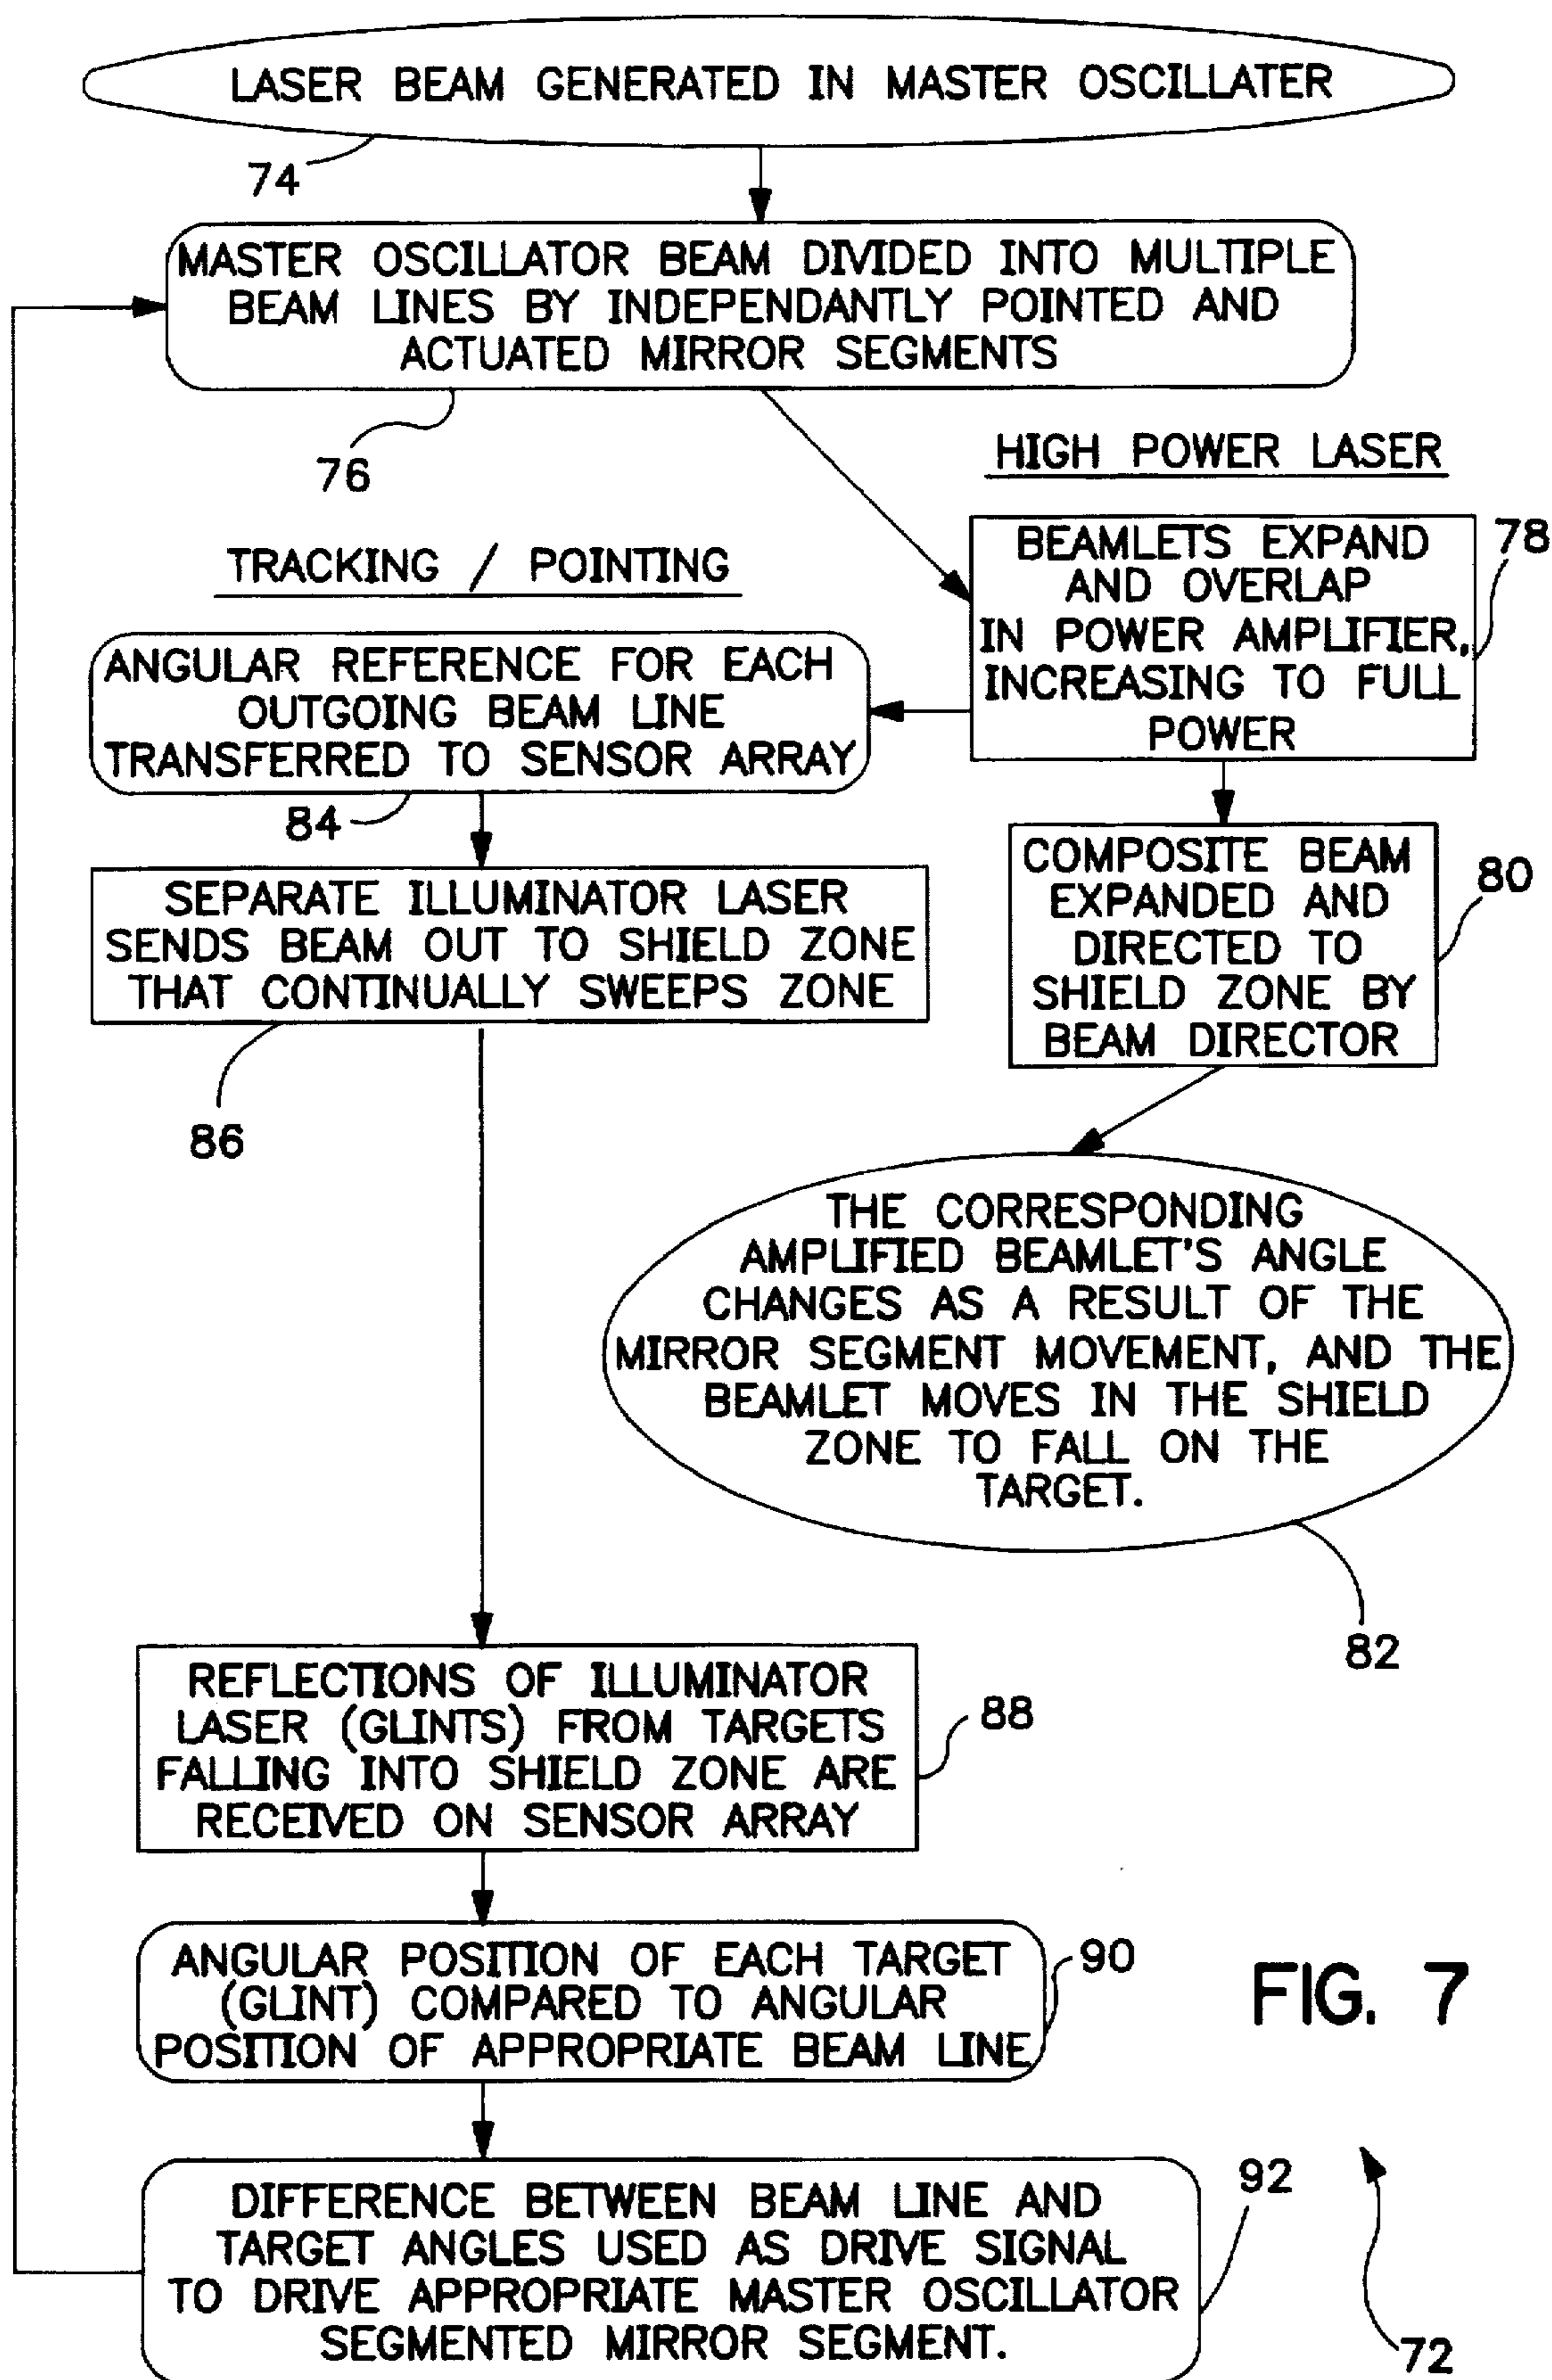 LASER BEAM GENERATED IN MASTER OSCILLATER
74
MASTER OSCILLATOR BEAM DIVIDED INTO MULTIPLE
BEAM LINES BY INDEPENDANTLY POINTED AND
ACTUATED MIRROR SEGMENTS
76
HIGH POWER LASER
BEAMLETS EXPAND
AND OVERLAP
IN POWER AMPLIFIER,
INCREASING TO FULL
POWER
78
TRACKING / POINTING
ANGULAR REFERENCE FOR EACH
OUTGOING BEAM LINE
TRANSFERRED TO SENSOR ARRAY
84
COMPOSITE BEAM
EXPANDED AND
DIRECTED TO
SHIELD ZONE BY
BEAM DIRECTOR
80
SEPARATE ILLUMINATOR LASER
SENDS BEAM OUT TO SHIELD ZONE
THAT CONTINUALLY SWEEPS ZONE
86
THE CORRESPONDING
AMPLIFIED BEAMLET'S ANGLE
CHANGES AS A RESULT OF THE
MIRROR SEGMENT MOVEMENT, AND THE
BEAMLET MOVES IN THE SHIELD
ZONE TO FALL ON THE
TARGET.
82
REFLECTIONS OF ILLUMINATOR
LASER (GLINTS) FROM TARGETS
FALLING INTO SHIELD ZONE ARE
RECEIVED ON SENSOR ARRAY
88
ANGULAR POSITION OF EACH TARGET
(GLINT) COMPARED TO ANGULAR
POSITION OF APPROPRIATE BEAM LINE
90
FIG. 7
DIFFERENCE BETWEEN BEAM LINE AND
TARGET ANGLES USED AS DRIVE SIGNAL
TO DRIVE APPROPRIATE MASTER OSCILLATOR
SEGMENTED MIRROR SEGMENT.
92
72